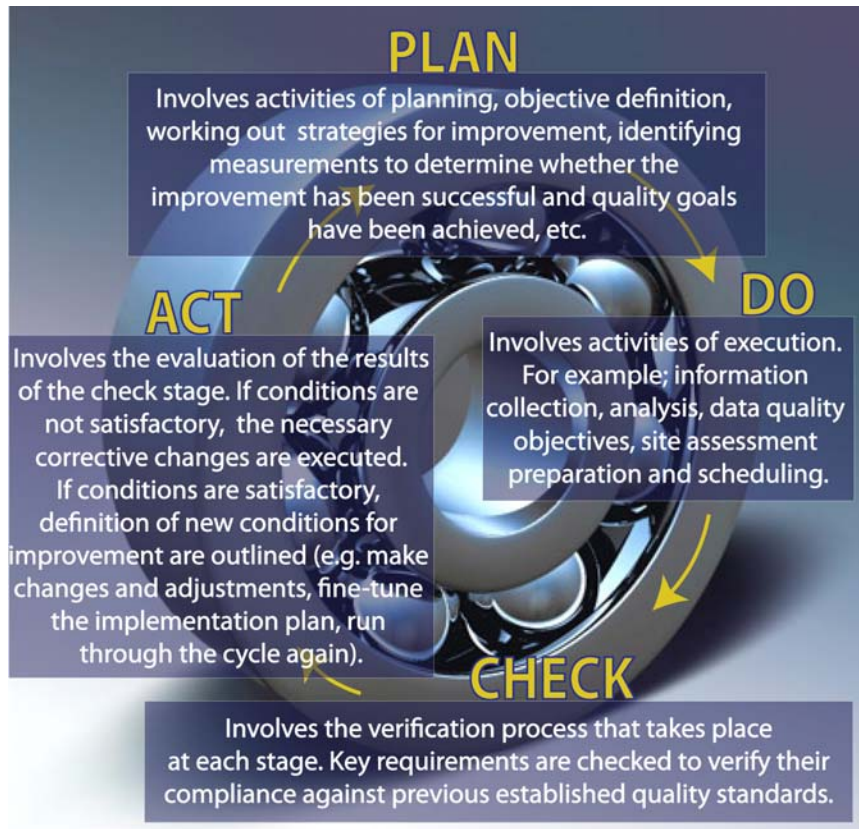 PLAN
Involves activities of planning, objective definition,
working out strategies for improvement, identifying
measurements to determine whether the
improvement has been successful and quality goals
have been achieved, etc.
DO
Involves activities of execution.
For example; information
collection, analysis, data quality
objectives, site assessment
preparation and scheduling.
CHECK
Involves the verification process that takes place
at each stage. Key requirements are checked to verify their
compliance against previous established quality standards.
ACT
Involves the evaluation of the results
of the check stage. If conditions are
not satisfactory, the necessary
corrective changes are executed.
If conditions are satisfactory,
definition of new conditions for
improvement are outlined (e.g. make
changes and adjustments, fine-tune
the implementation plan, run
through the cycle again).